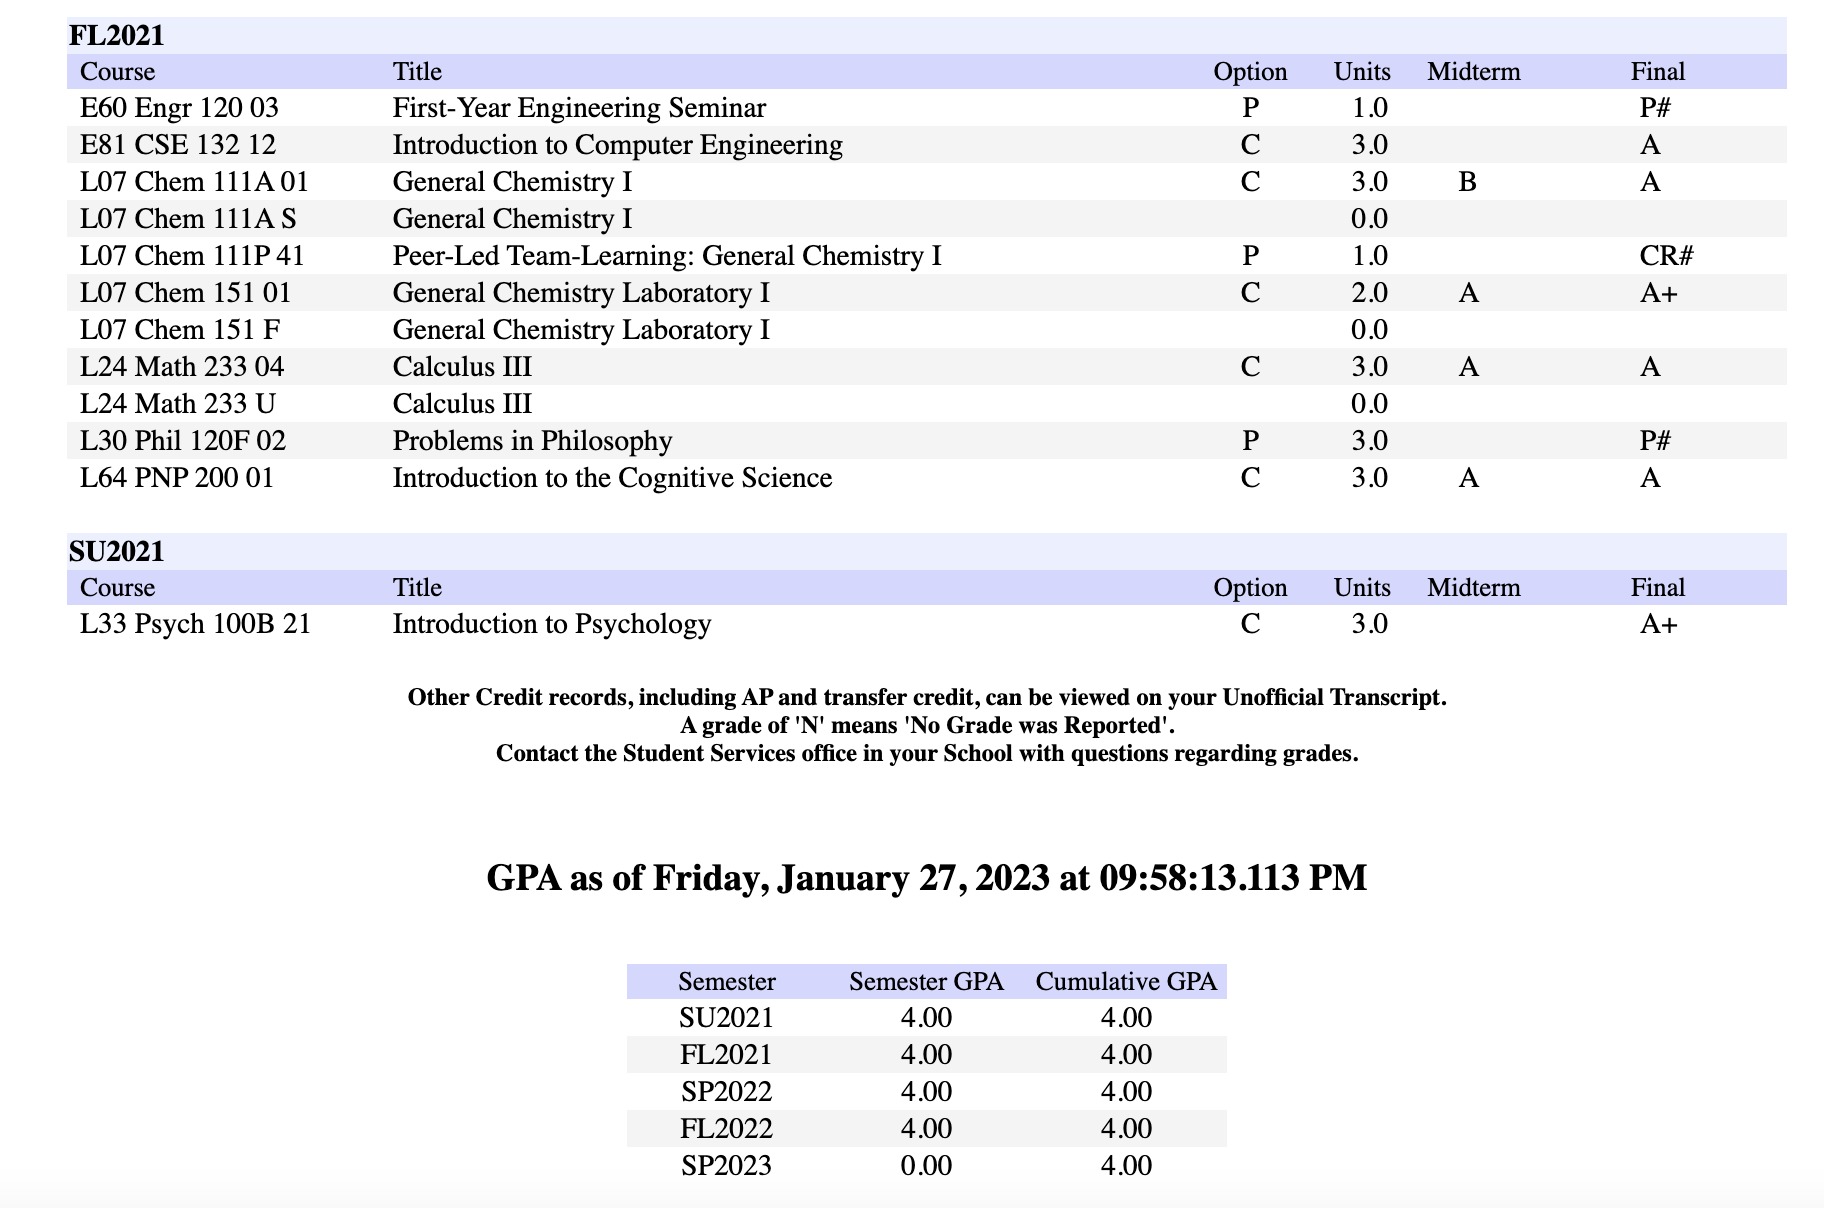 FL2021
Course Title Option Units Midterm Final
E60 Engr 120 03 First-Year Engineering Seminar P 1.0 P#
E81 CSE 132 12 Introduction to Computer Engineering C 3.0 A
L07 Chem 111A 01 General Chemistry I C 3.0 B A
L07 Chem 111A S General Chemistry I 0.0
L07 Chem 111P 41 Peer-Led Team-Learning: General Chemistry I P 1.0 CR#
L07 Chem 151 01 General Chemistry Laboratory I C 2.0 A A+
L07 Chem 151 F General Chemistry Laboratory I 0.0
L24 Math 233 04 Calculus III C 3.0 A A
L24 Math 233 U Calculus III 0.0
L30 Phil 120F 02 Problems in Philosophy P 3.0 P#
L64 PNP 200 01 Introduction to the Cognitive Science C 3.0 A A
SU2021
Course Title Option Units Midterm Final
L33 Psych 100B 21 Introduction to Psychology C 3.0 A+
Other Credit records, including AP and transfer credit, can be viewed on your Unofficial Transcript.
A grade of 'N' means 'No Grade was Reported'.
Contact the Student Services office in your School with questions regarding grades.
GPA as of Friday, January 27, 2023 at 09:58:13.113 PM
Semester Semester GPA Cumulative GPA
SU2021 4.00 4.00
FL2021 4.00 4.00
SP2022 4.00 4.00
FL2022 4.00 4.00
SP2023 0.00 4.00